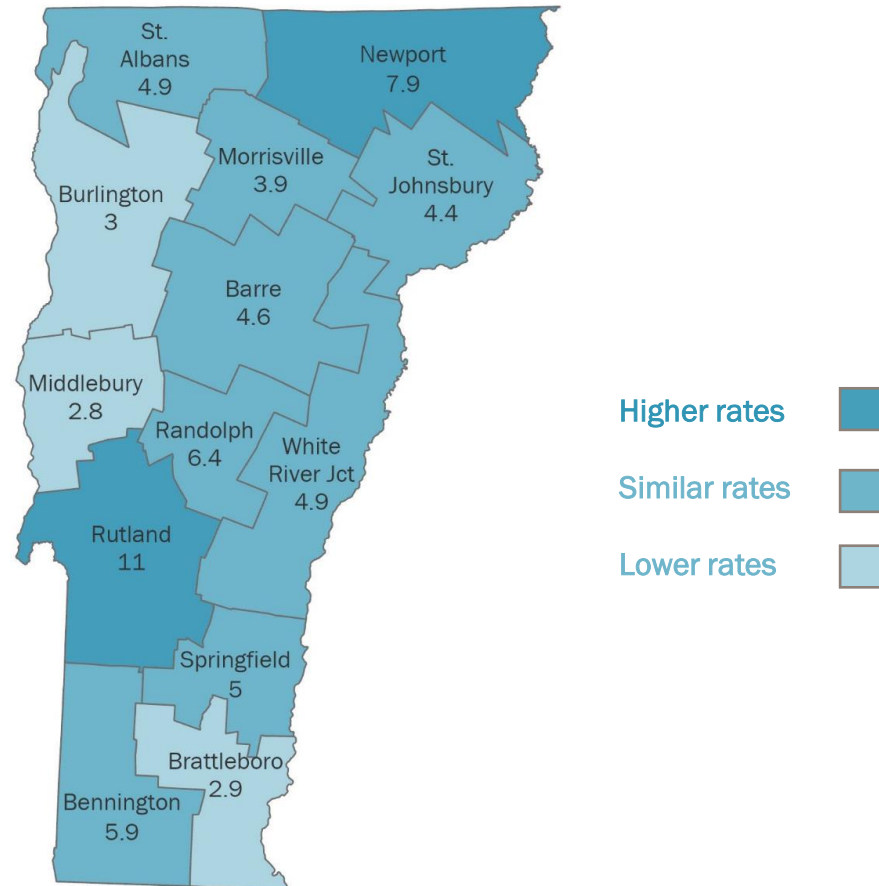 St.
Albans
4.9
Newport
7.9
Morrisville
3.9
St.
Johnsbury
4.4
Burlington
3
Barre
4.6
Middlebury
2.8
Randolph
6.4
White
River Jct
4.9
Rutland
11
Springfield
5
Brattleboro
2.9
Bennington
5.9
Higher rates
Similar rates
Lower rates